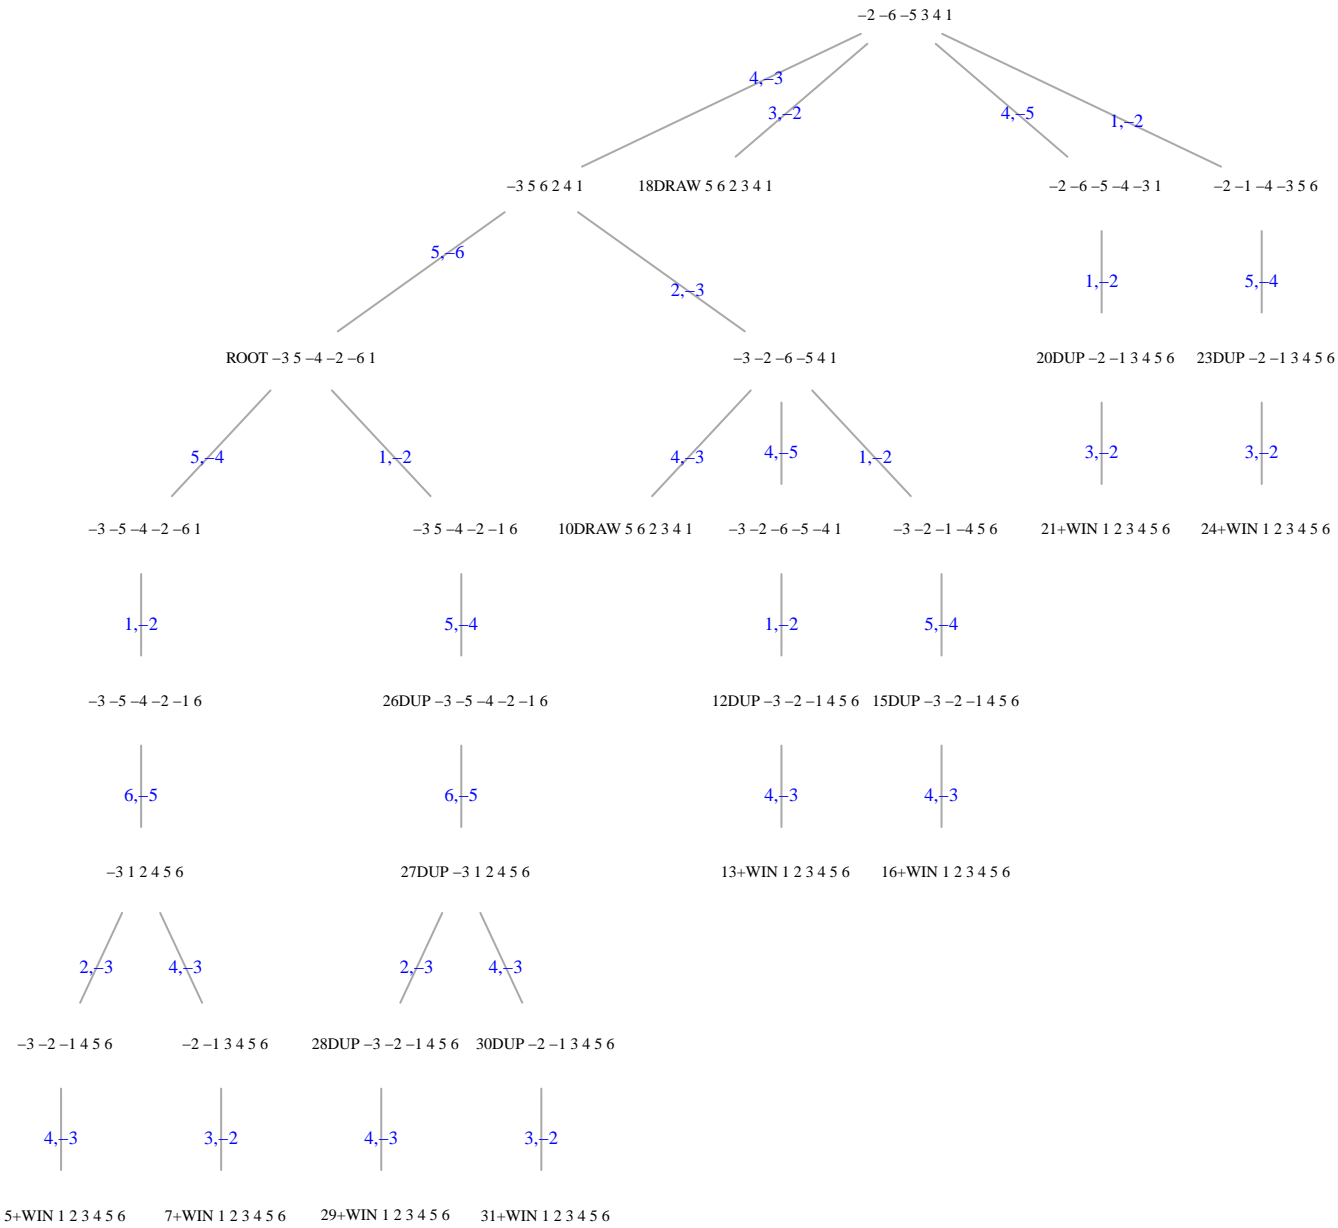 −2 −6 −5 3 4 1
4,−3
3,−2
4,−5
1,−2
−3 5 6 2 4 1
18DRAW 5 6 2 3 4 1
−2 −6 −5 −4 −3 1
−2 −1 −4 −3 5 6
5,−6
2,−3
1,−2
5,−4
ROOT −3 5 −4 −2 −6 1
−3 −2 −6 −5 4 1
20DUP −2 −1 3 4 5 6
23DUP −2 −1 3 4 5 6
5,−4
1,−2
4,−3
4,−5
1,−2
3,−2
3,−2
−3 −5 −4 −2 −6 1
−3 5 −4 −2 −1 6
10DRAW 5 6 2 3 4 1
−3 −2 −6 −5 −4 1
−3 −2 −1 −4 5 6
21+WIN 1 2 3 4 5 6
24+WIN 1 2 3 4 5 6
1,−2
5,−4
1,−2
5,−4
−3 −5 −4 −2 −1 6
26DUP −3 −5 −4 −2 −1 6
12DUP −3 −2 −1 4 5 6
15DUP −3 −2 −1 4 5 6
6,−5
6,−5
4,−3
4,−3
−3 1 2 4 5 6
27DUP −3 1 2 4 5 6
13+WIN 1 2 3 4 5 6
16+WIN 1 2 3 4 5 6
2,−3
4,−3
2,−3
4,−3
−3 −2 −1 4 5 6
−2 −1 3 4 5 6
28DUP −3 −2 −1 4 5 6
30DUP −2 −1 3 4 5 6
4,−3
3,−2
4,−3
3,−2
5+WIN 1 2 3 4 5 6
7+WIN 1 2 3 4 5 6
29+WIN 1 2 3 4 5 6
31+WIN 1 2 3 4 5 6